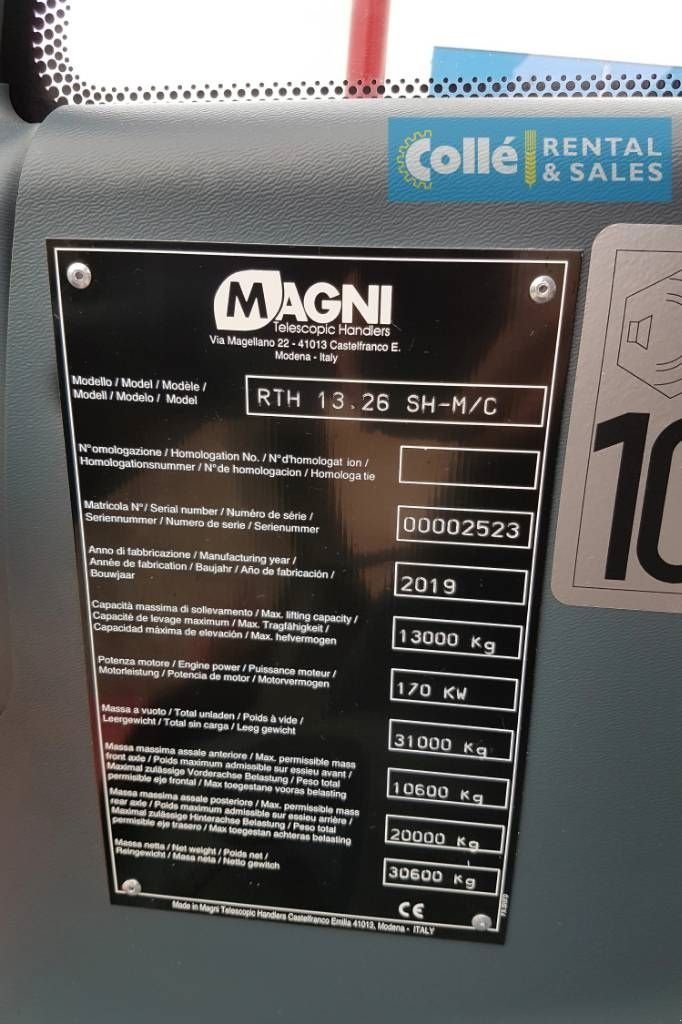 Collé RENTAL & SALES
MAGNI
Telescopic Handlers
Via Magellano 22 - 41013 Castelfranco E.
Modena - Italy
Modello / Model / Modèle /
Modell / Modelo / Model
RTH 13.26 SH-M/C
N°omologazione / Homologation No. / N°d'homologat ion /
Homologationsnummer / N°de homologacion / Homologa tie
Matricola N°/ Serial number / Numéro de série /
Seriennummer / Numero de serie / Serienummer
00002523
Anno di fabbricazione / Manufacturing year /
Année de fabrication / Baujahr / Año de fabricación /
Bouwjaar
2019
Capacità massima di sollevamento / Max. lifting capacity /
Capacité de levage maximum / Max. Tragfähigkeit /
Capacidad máxima de elevación / Max. hefvermogen
13000 Kg
Potenza motore / Engine power / Puissance moteur /
Motorleistung / Potencia de motor / Motorvermogen
170 KW
Massa a vuoto / Total unladen / Poids à vide /
Leergewicht / Total sin carga / Leeg gewicht
31000 Kg
Massa massima assale anteriore / Max. permissible mass
front axle / Poids maximum admissible sur essieu avant /
Maximal zulässige Vorderachse Belastung / Peso total
permisible eje frontal / Max toegestane vooras belasting
10600 Kg
Massa massima assale posteriore / Max. permissible mass
rear axle / Poids maximum admissible sur essieu arrière /
Maximal zulässige Hinterachse Belastung / Peso total
permisible eje trasero / Max toegestan achteras belasting
20000 Kg
Massa netta / Net weight / Poids net /
Reingewicht / Masa neta / Netto gewitch
30600 Kg
CE
Made in Magni Telescopic Handlers Castelfranco Emilia 41013, Modena - ITALY
10